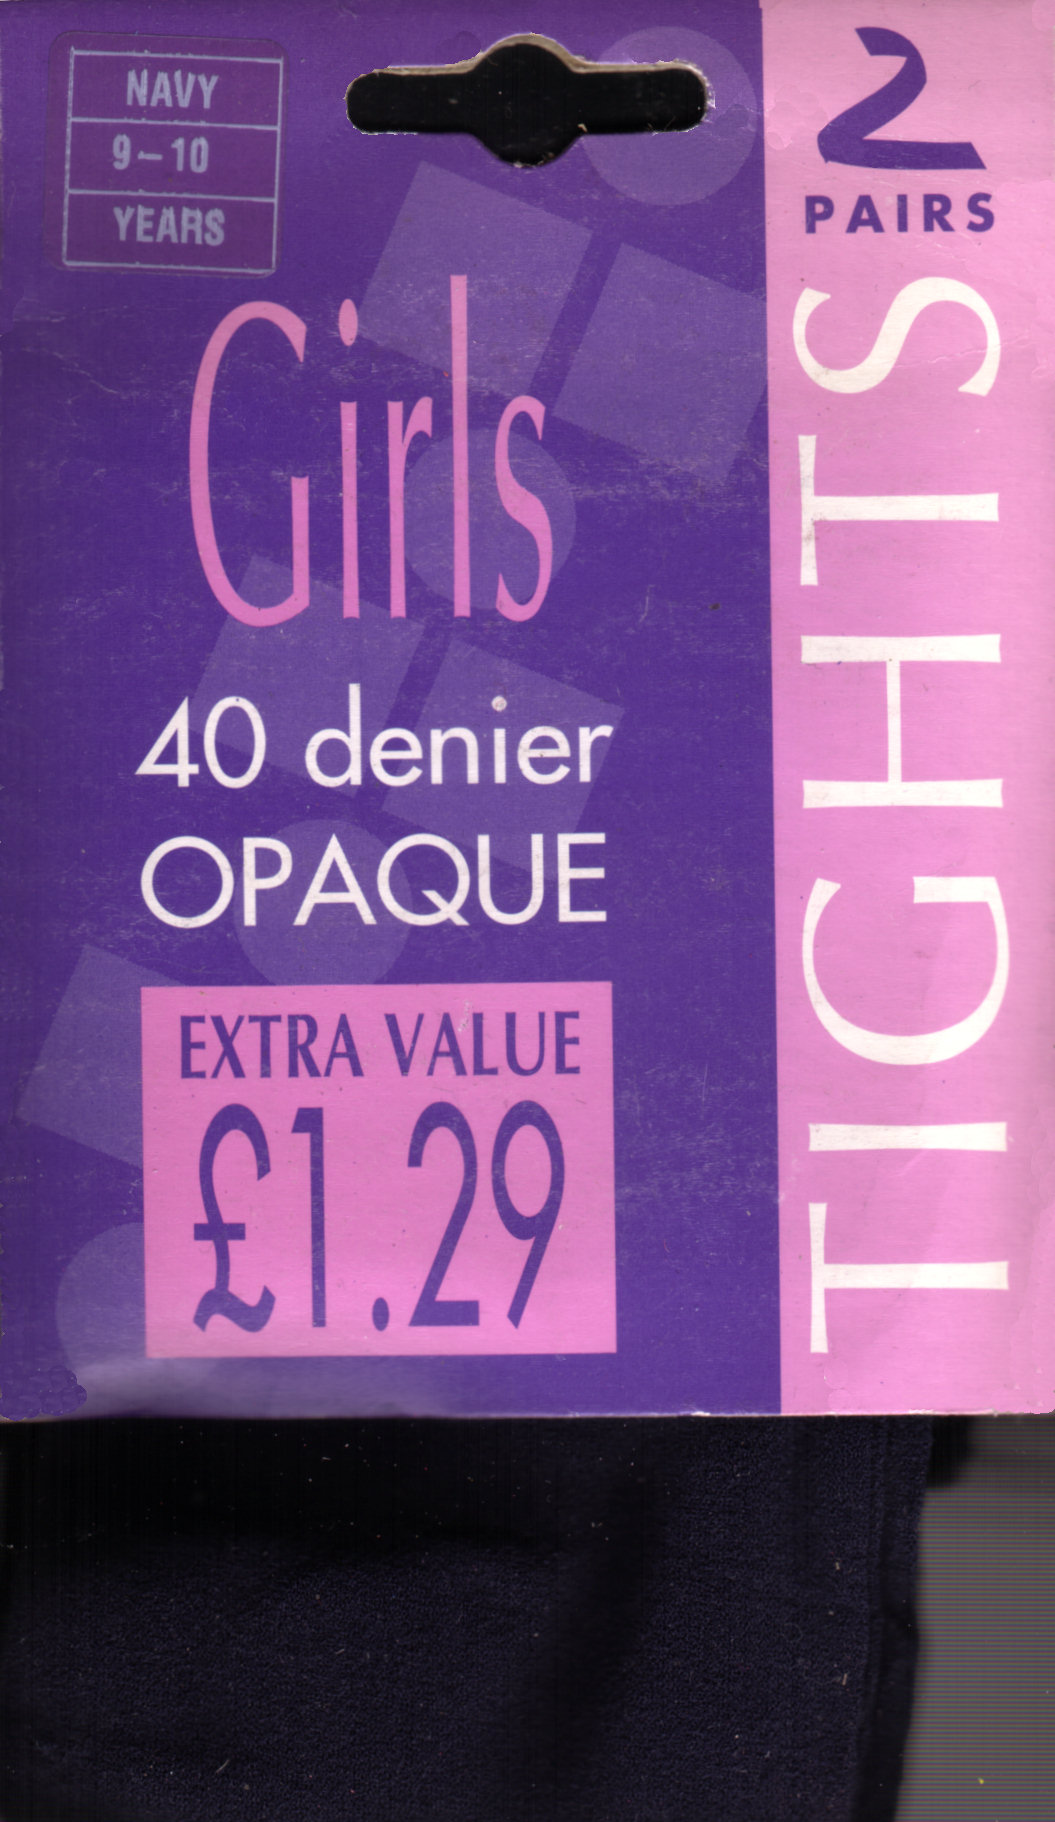 NAVY
9–10
YEARS
2
PAIRS
TIGHTS
Girls
40 denier
OPAQUE
EXTRA VALUE
£1.29